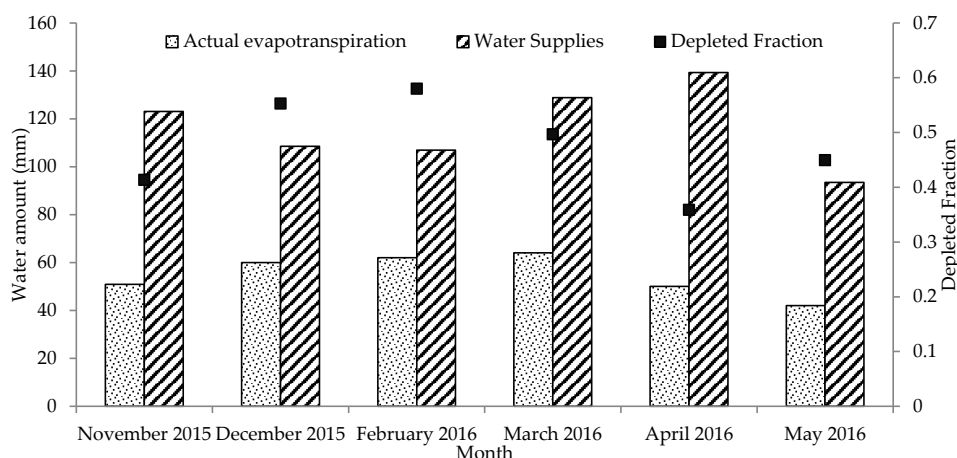 Actual evapotranspiration
Water Supplies
Depleted Fraction
Water amount (mm)
160
140
120
100
80
60
40
20
0
0.7
0.6
0.5
0.4
0.3
0.2
0.1
0
Depleted Fraction
November 2015 December 2015 February 2016 March 2016 April 2016 May 2016
Month